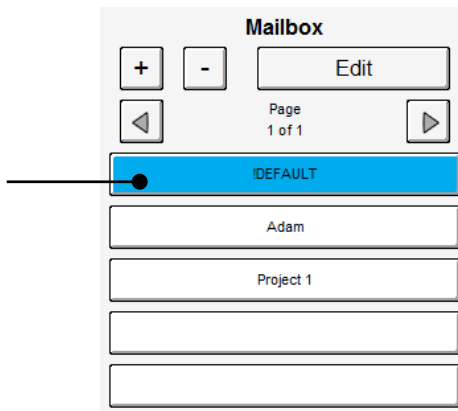 Mailbox
+ - Edit
Page
1 of 1
!DEFAULT
Adam
Project 1